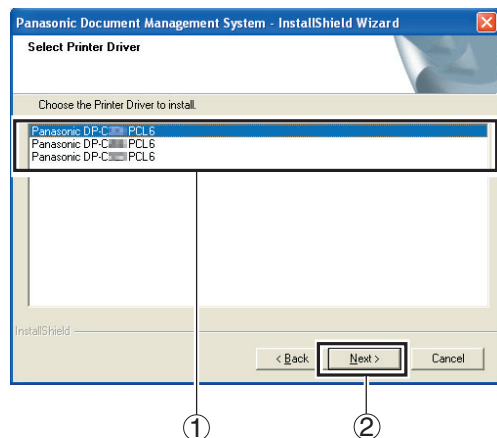 Panasonic Document Management System - InstallShield Wizard
Select Printer Driver
Choose the Printer Driver to install.
Panasonic DP-C PCL6
Panasonic DP-C PCL6
Panasonic DP-C PCL6
InstallShield
< Back
Next >
Cancel
① ②